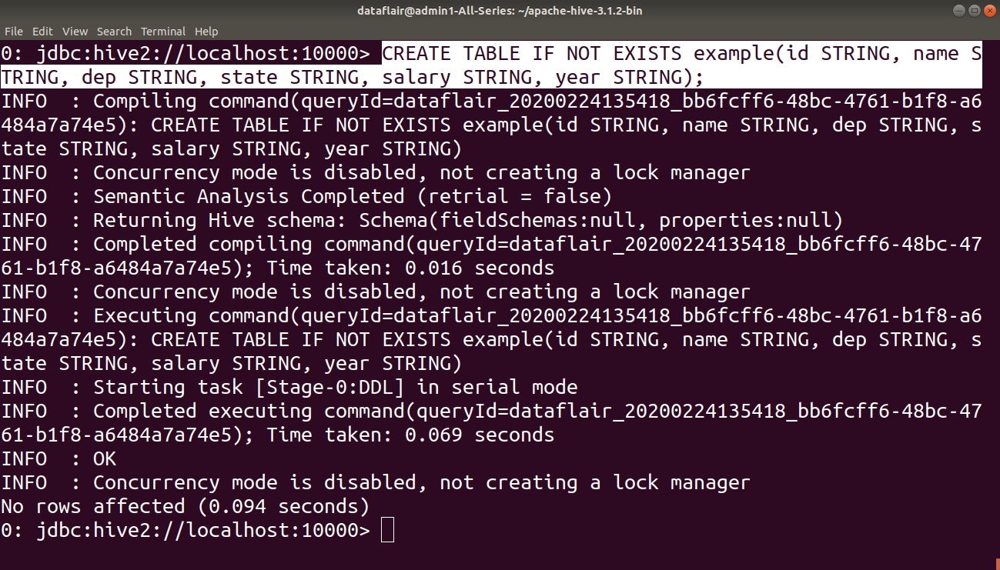 dataflair@admin1-All-Series: ~/apache-hive-3.1.2-bin
File Edit View Search Terminal Help
0: jdbc:hive2://localhost:10000> CREATE TABLE IF NOT EXISTS example(id STRING, name S
TRING, dep STRING, state STRING, salary STRING, year STRING);
INFO  : Compiling command(queryId=dataflair_20200224135418_bb6fcff6-48bc-4761-b1f8-a6
484a7a74e5): CREATE TABLE IF NOT EXISTS example(id STRING, name STRING, dep STRING, s
tate STRING, salary STRING, year STRING)
INFO  : Concurrency mode is disabled, not creating a lock manager
INFO  : Semantic Analysis Completed (retrial = false)
INFO  : Returning Hive schema: Schema(fieldSchemas:null, properties:null)
INFO  : Completed compiling command(queryId=dataflair_20200224135418_bb6fcff6-48bc-47
61-b1f8-a6484a7a74e5); Time taken: 0.016 seconds
INFO  : Concurrency mode is disabled, not creating a lock manager
INFO  : Executing command(queryId=dataflair_20200224135418_bb6fcff6-48bc-4761-b1f8-a6
484a7a74e5): CREATE TABLE IF NOT EXISTS example(id STRING, name STRING, dep STRING, s
tate STRING, salary STRING, year STRING)
INFO  : Starting task [Stage-0:DDL] in serial mode
INFO  : Completed executing command(queryId=dataflair_20200224135418_bb6fcff6-48bc-47
61-b1f8-a6484a7a74e5); Time taken: 0.069 seconds
INFO  : OK
INFO  : Concurrency mode is disabled, not creating a lock manager
No rows affected (0.094 seconds)
0: jdbc:hive2://localhost:10000>